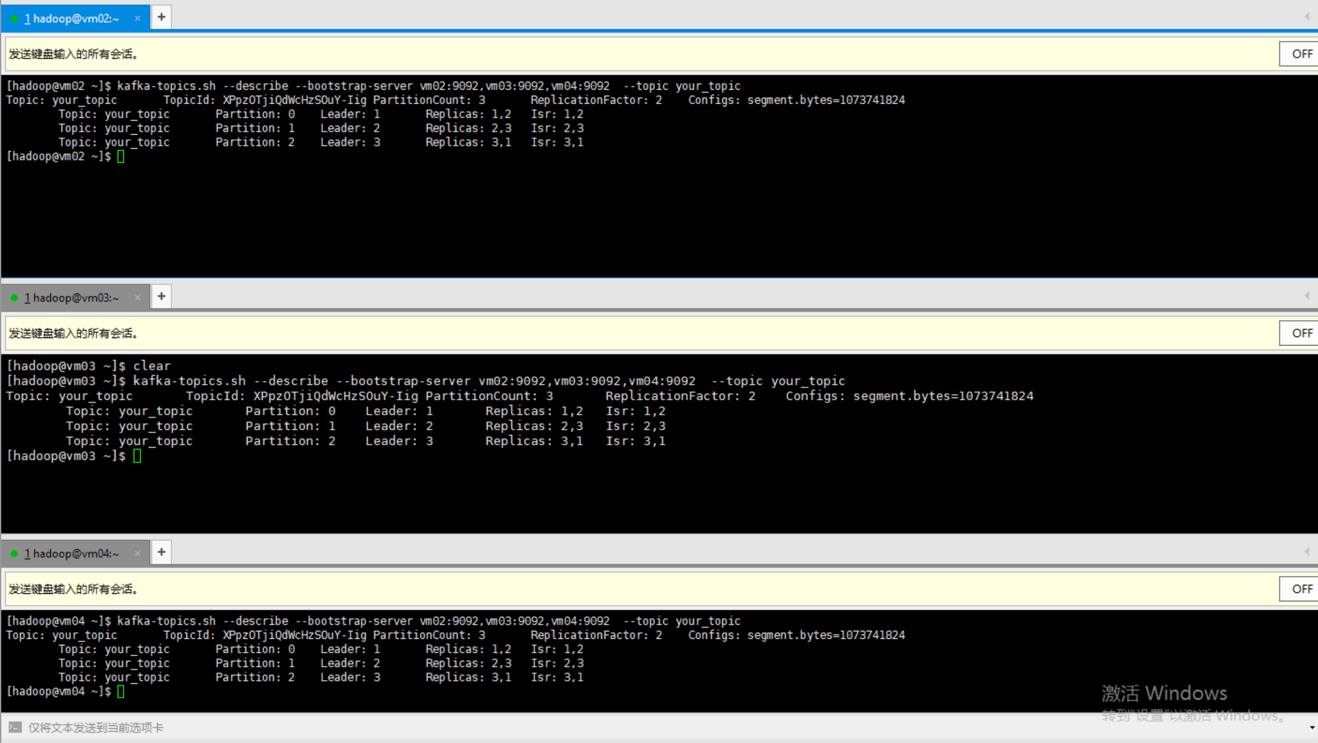 1 hadoop@vm02:~ × +
发送键盘输入的所有会话。 OFF
[hadoop@vm02 ~]$ kafka-topics.sh --describe --bootstrap-server vm02:9092,vm03:9092,vm04:9092 --topic your_topic
Topic: your_topic TopicId: XPpzOTjiQdWcHzSOuY-Iig PartitionCount: 3 ReplicationFactor: 2 Configs: segment.bytes=1073741824
Topic: your_topic Partition: 0 Leader: 1 Replicas: 1,2 Isr: 1,2
Topic: your_topic Partition: 1 Leader: 2 Replicas: 2,3 Isr: 2,3
Topic: your_topic Partition: 2 Leader: 3 Replicas: 3,1 Isr: 3,1
[hadoop@vm02 ~]$
1 hadoop@vm03:~ × +
发送键盘输入的所有会话。 OFF
[hadoop@vm03 ~]$ clear
[hadoop@vm03 ~]$ kafka-topics.sh --describe --bootstrap-server vm02:9092,vm03:9092,vm04:9092 --topic your_topic
Topic: your_topic TopicId: XPpzOTjiQdWcHzSOuY-Iig PartitionCount: 3 ReplicationFactor: 2 Configs: segment.bytes=1073741824
Topic: your_topic Partition: 0 Leader: 1 Replicas: 1,2 Isr: 1,2
Topic: your_topic Partition: 1 Leader: 2 Replicas: 2,3 Isr: 2,3
Topic: your_topic Partition: 2 Leader: 3 Replicas: 3,1 Isr: 3,1
[hadoop@vm03 ~]$
1 hadoop@vm04:~ × +
发送键盘输入的所有会话。 OFF
[hadoop@vm04 ~]$ kafka-topics.sh --describe --bootstrap-server vm02:9092,vm03:9092,vm04:9092 --topic your_topic
Topic: your_topic TopicId: XPpzOTjiQdWcHzSOuY-Iig PartitionCount: 3 ReplicationFactor: 2 Configs: segment.bytes=1073741824
Topic: your_topic Partition: 0 Leader: 1 Replicas: 1,2 Isr: 1,2
Topic: your_topic Partition: 1 Leader: 2 Replicas: 2,3 Isr: 2,3
Topic: your_topic Partition: 2 Leader: 3 Replicas: 3,1 Isr: 3,1
[hadoop@vm04 ~]$
激活 Windows
转到"设置"以激活 Windows。
仅将文本发送到当前选项卡